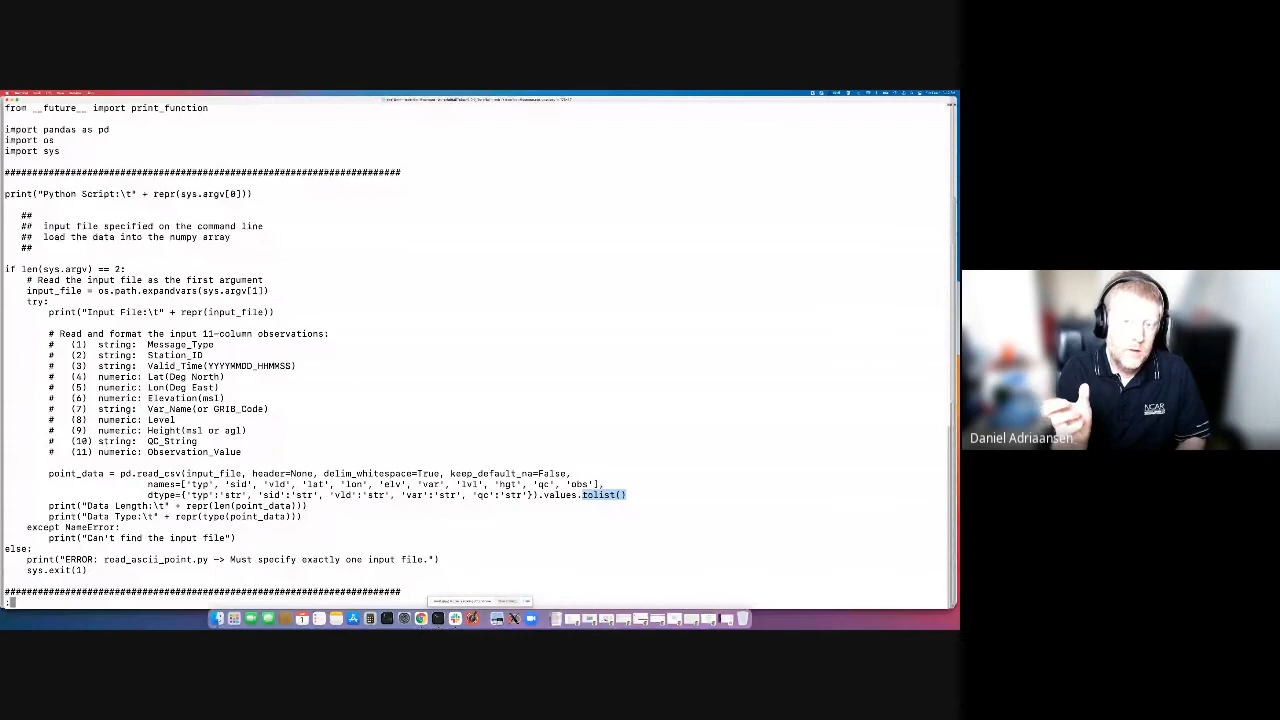 from __future__ import print_function
import pandas as pd
import os
import sys
########################################################################
print("Python Script:\t" + repr(sys.argv[0]))
##
## input file specified on the command line
## load the data into the numpy array
##
if len(sys.argv) == 2:
# Read the input file as the first argument
input_file = os.path.expandvars(sys.argv[1])
try:
print("Input File:\t" + repr(input_file))
# Read and format the input 11-column observations:
# (1) string: Message_Type
# (2) string: Station_ID
# (3) string: Valid_Time(YYYYMMDD_HHMMSS)
# (4) numeric: Lat(Deg North)
# (5) numeric: Lon(Deg East)
# (6) numeric: Elevation(msl)
# (7) string: Var_Name(or GRIB_Code)
# (8) numeric: Level
# (9) numeric: Height(msl or agl)
# (10) string: QC_String
# (11) numeric: Observation_Value
point_data = pd.read_csv(input_file, header=None, delim_whitespace=True, keep_default_na=False,
names=['typ', 'sid', 'vld', 'lat', 'lon', 'elv', 'var', 'lvl', 'hgt', 'qc', 'obs'],
dtype={'typ':'str', 'sid':'str', 'vld':'str', 'var':'str', 'qc':'str'}).values.tolist()
print("Data Length:\t" + repr(len(point_data)))
print("Data Type:\t" + repr(type(point_data)))
except NameError:
print("Can't find the input file")
else:
print("ERROR: read_ascii_point.py -> Must specify exactly one input file.")
sys.exit(1)
########################################################################
:
NCAR
Daniel Adriaansen